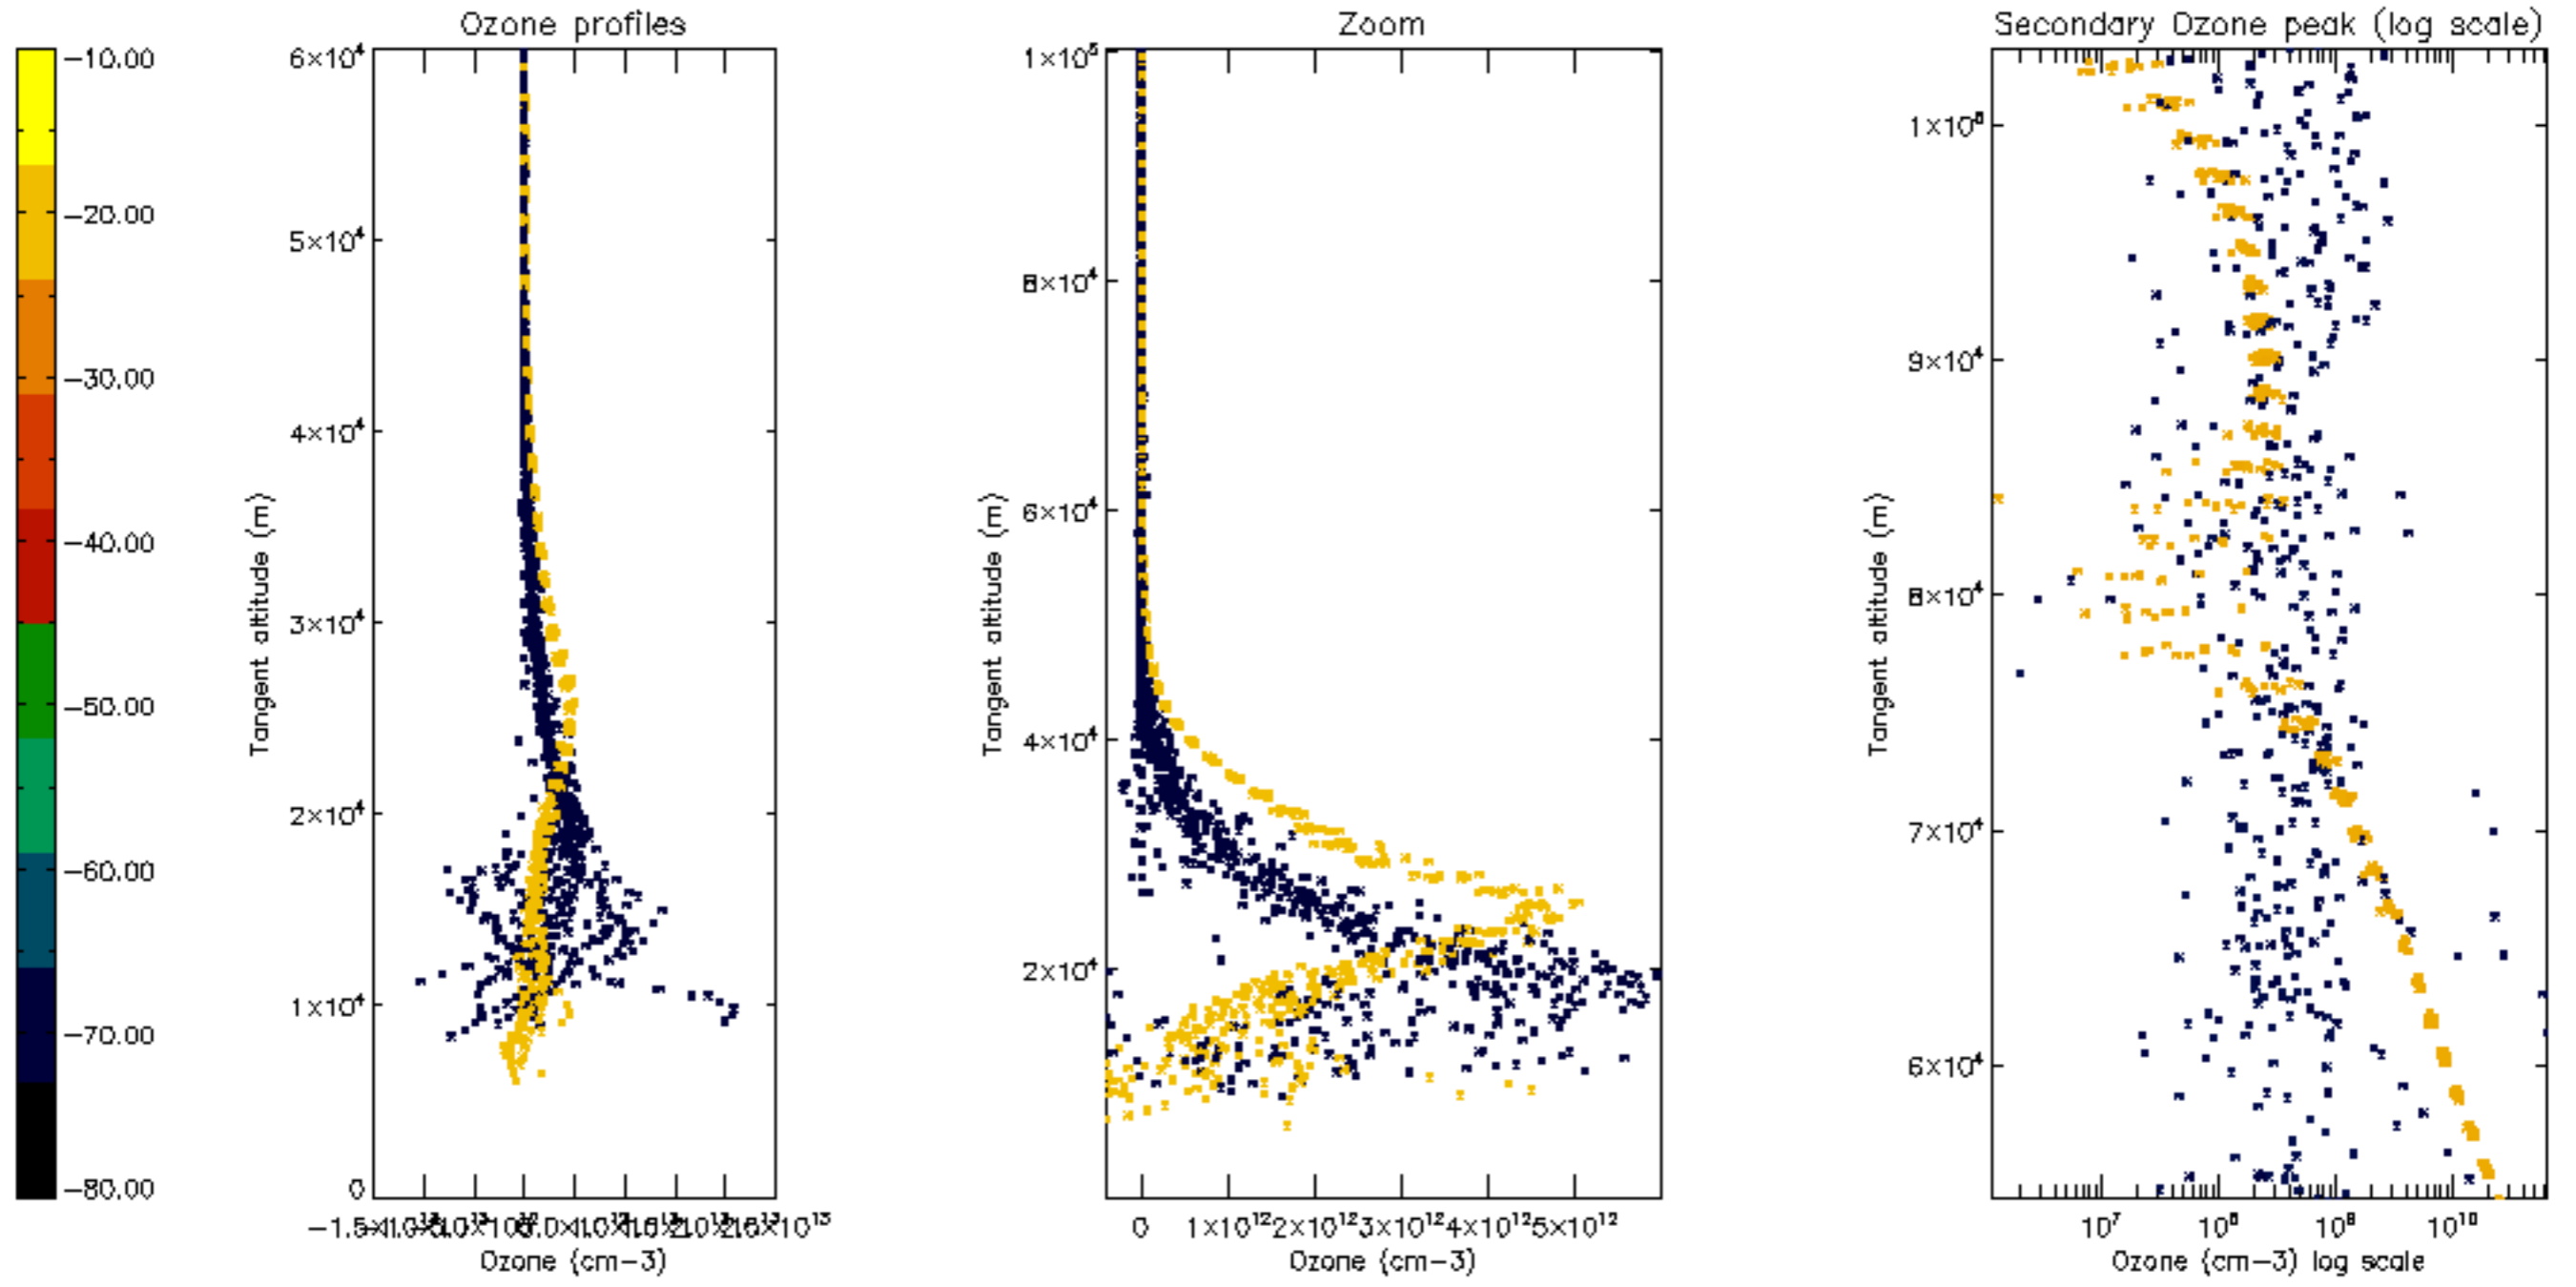 Ozone profiles
Zoom
Secondary Ozone peak (log scale)
−10.00
−20.00
−30.00
−40.00
−50.00
−60.00
−70.00
−80.00
6×10⁴
5×10⁴
4×10⁴
3×10⁴
2×10⁴
1×10⁴
0
Tangent altitude (m)
Ozone (cm−3)
1×10⁵
8×10⁴
6×10⁴
4×10⁴
2×10⁴
Tangent altitude (m)
0 1×10¹² 2×10¹² 3×10¹² 4×10¹² 5×10¹²
Ozone (cm−3)
1×10⁵
9×10⁴
8×10⁴
7×10⁴
6×10⁴
Tangent altitude (m)
10⁷ 10⁸ 10⁹ 10¹⁰
Ozone (cm−3) log scale